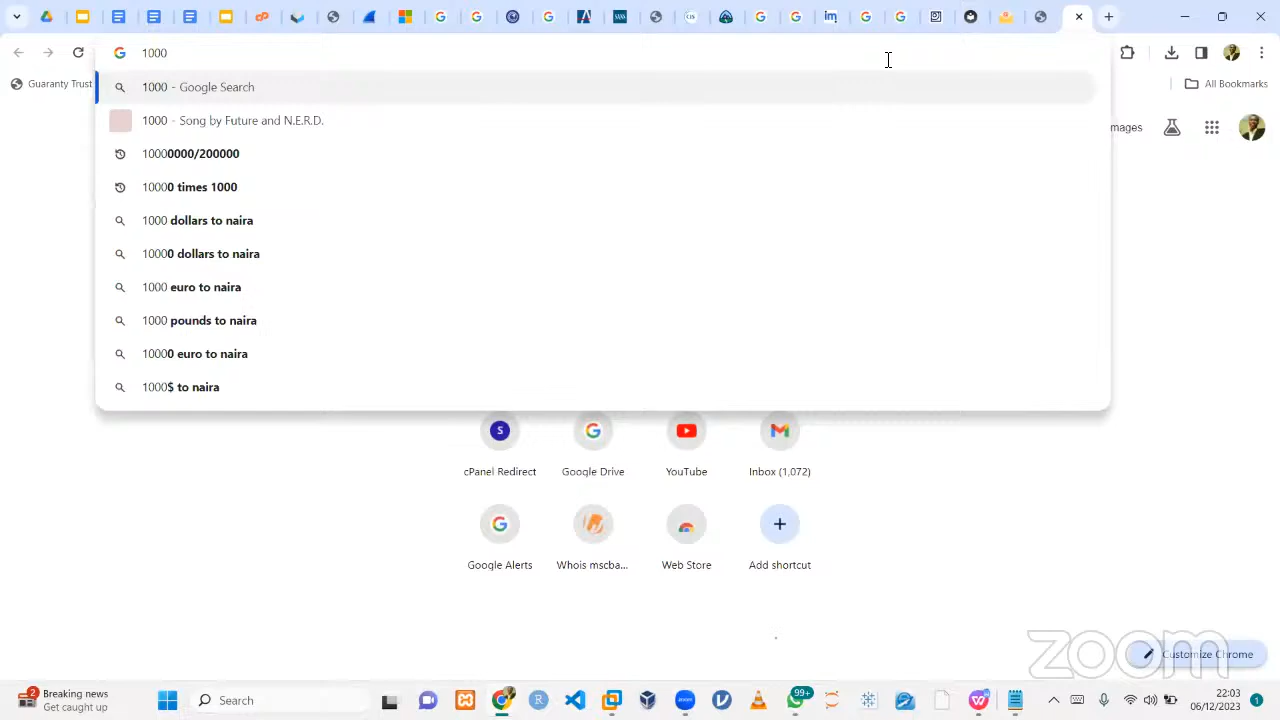 1000
Guaranty Trust
All Bookmarks
1000 - Google Search
1000 - Song by Future and N.E.R.D.
mages
10000000/200000
10000 times 1000
1000 dollars to naira
10000 dollars to naira
1000 euro to naira
1000 pounds to naira
10000 euro to naira
1000$ to naira
S
cPanel Redirect
Google Drive
YouTube
Inbox (1,072)
Google Alerts
Whois mscba...
Web Store
Add shortcut
zoom
Customize Chrome
2
Breaking news
Get caught up
Search
99+
22:03
06/12/2023
1